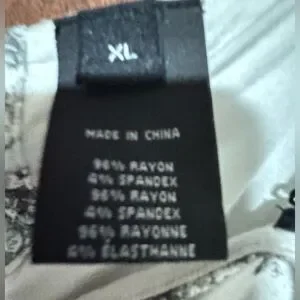 XL
MADE IN CHINA
96% RAYON
4% SPANDEX
96% RAYON
4% SPANDEX
96% RAYONNE
4% ÉLASTHANNE